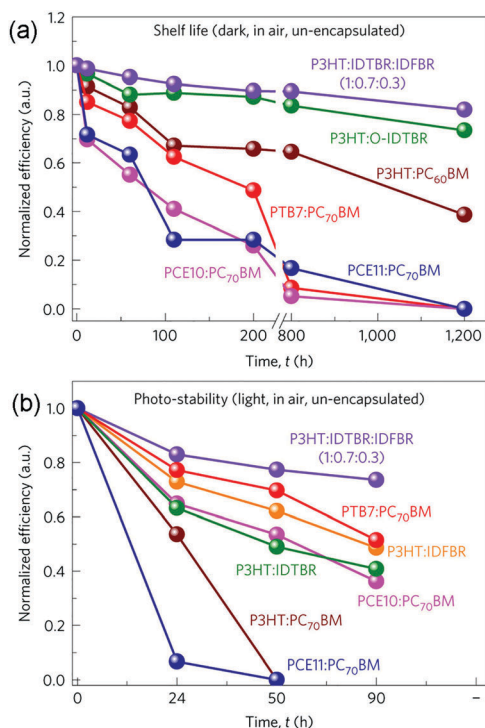 (a)
Shelf life (dark, in air, un-encapsulated)
Normalized efficiency (a.u.)
1.2
1.0
0.8
0.6
0.4
0.2
0.0
P3HT:IDTBR:IDFBR
(1:0.7:0.3)
P3HT:O-IDTBR
P3HT:PC₆₀BM
PTB7:PC₇₀BM
PCE11:PC₇₀BM
PCE10:PC₇₀BM
0 100 200 800 1,000 1,200
Time, t (h)
(b)
Photo-stability (light, in air, un-encapsulated)
Normalized efficiency (a.u.)
1.0
0.8
0.6
0.4
0.2
0.0
P3HT:IDTBR:IDFBR
(1:0.7:0.3)
PTB7:PC₇₀BM
P3HT:IDFBR
P3HT:IDTBR
PCE10:PC₇₀BM
P3HT:PC₇₀BM
PCE11:PC₇₀BM
0 24 50 90 –
Time, t (h)